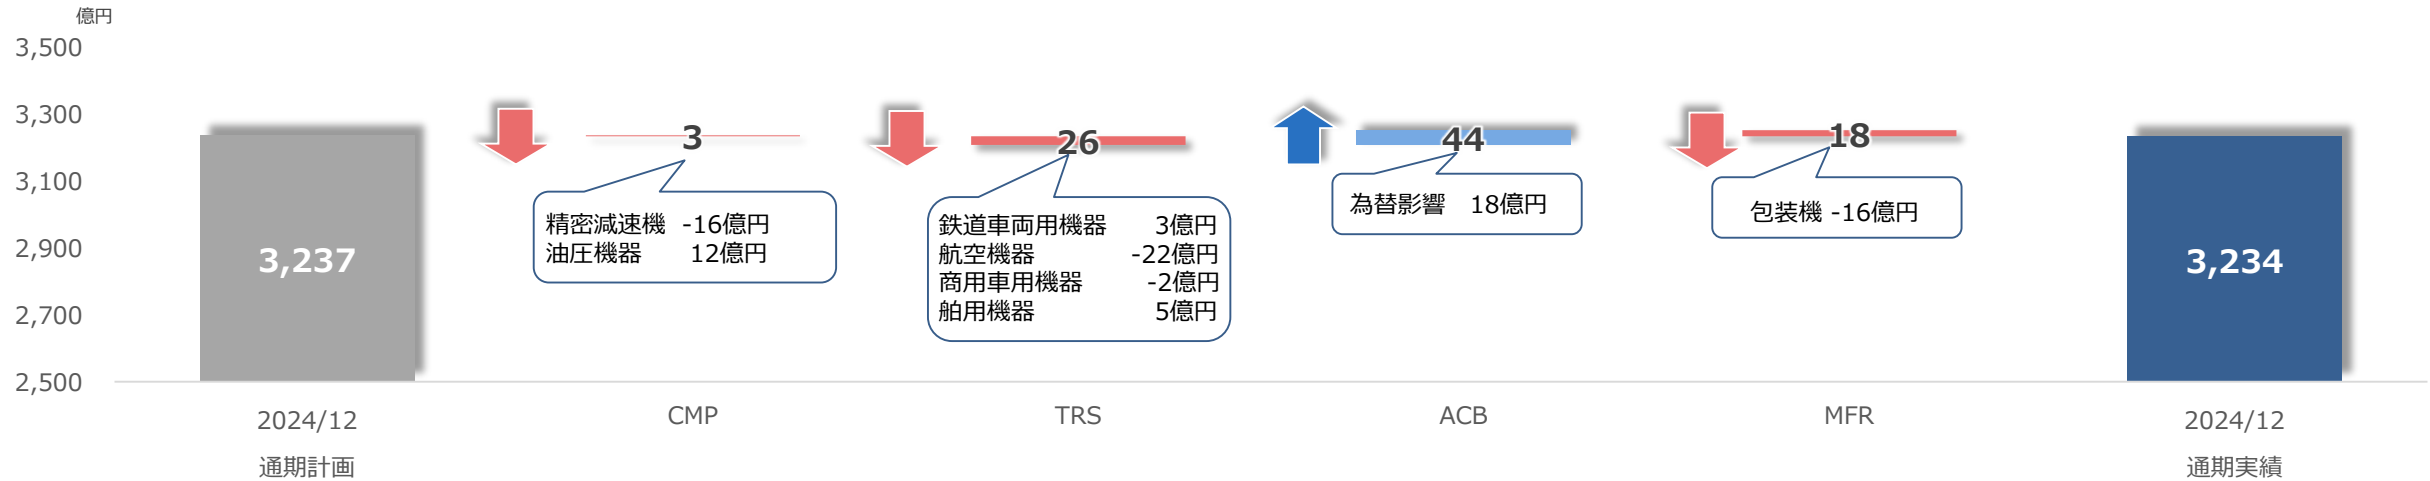 億円
3,500
3,300
3,100
2,900
2,700
2,500
3,237
3
精密減速機 -16億円
油圧機器 12億円
26
鉄道車両用機器 3億円
航空機器 -22億円
商用車用機器 -2億円
舶用機器 5億円
44
為替影響 18億円
18
包装機 -16億円
3,234
2024/12
通期計画
CMP
TRS
ACB
MFR
2024/12
通期実績